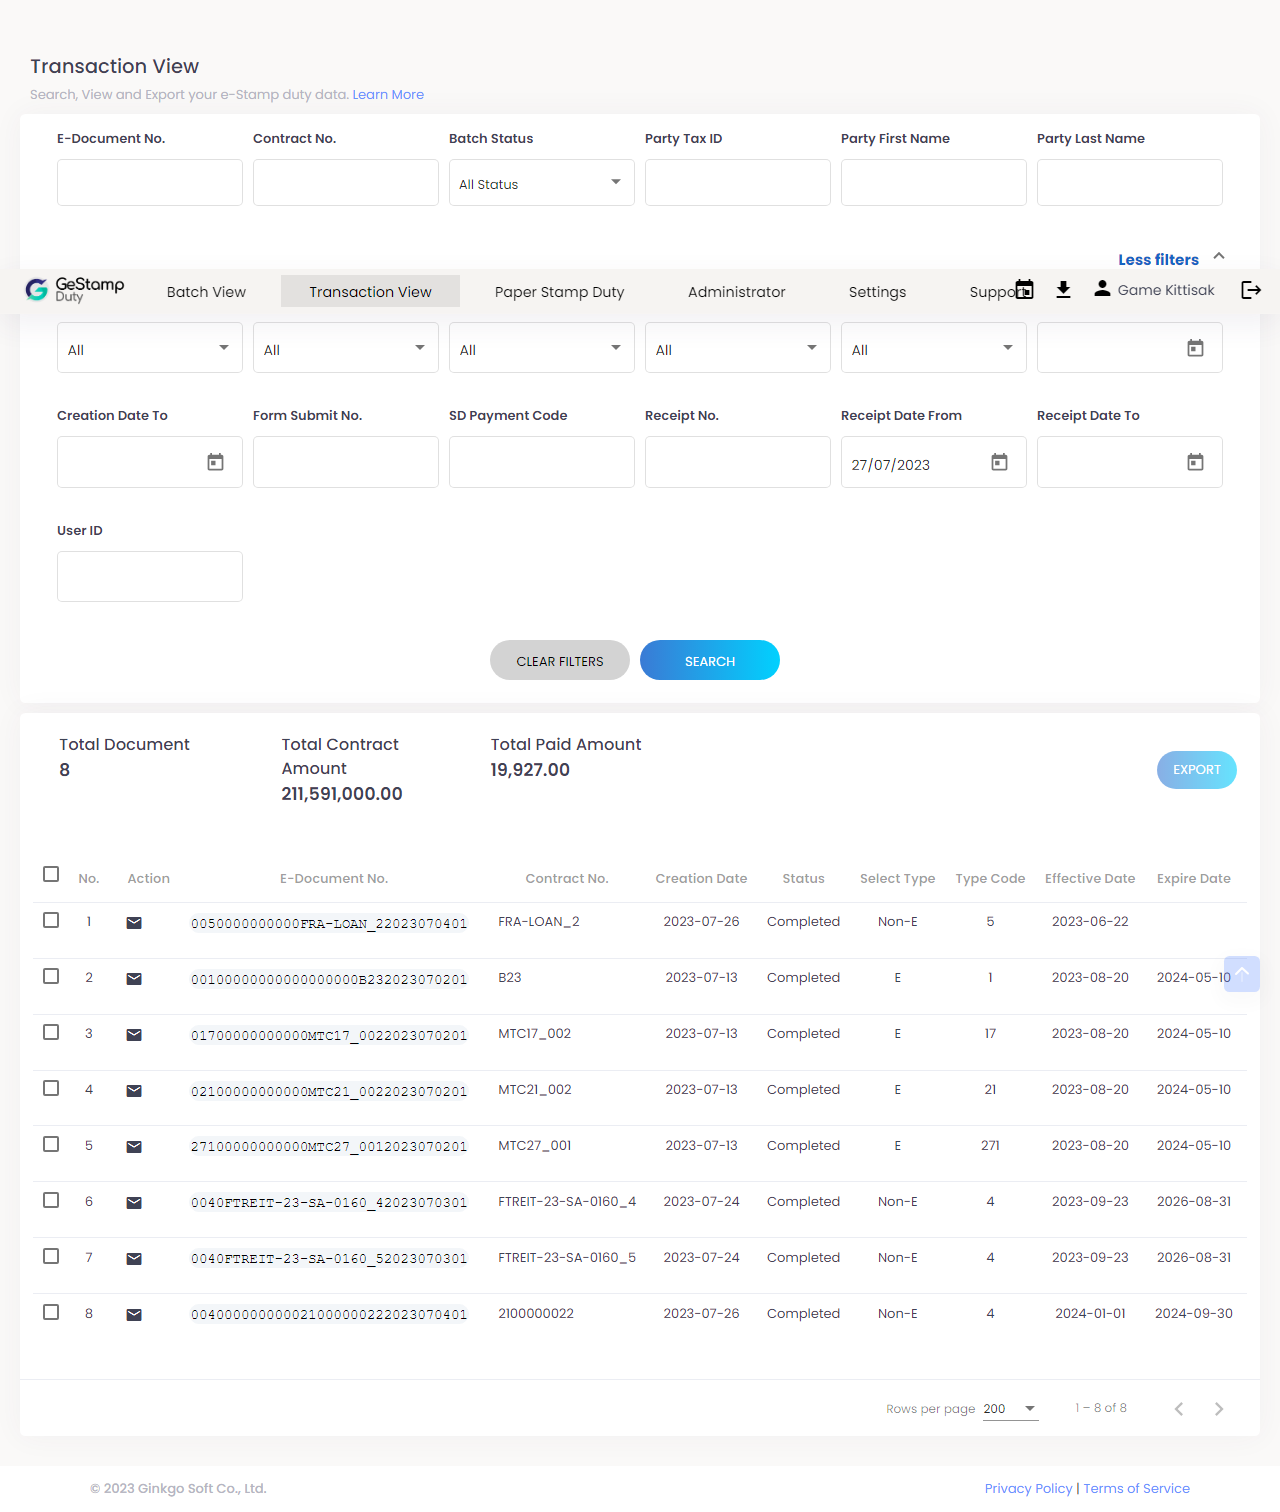 Transaction View
Search, View and Export your e-Stamp duty data. Learn More
E-Document No. Contract No. Batch Status Party Tax ID Party First Name Party Last Name
All Status
Less filters
GeStamp Duty Batch View Transaction View Paper Stamp Duty Administrator Settings Support Game Kittisak
All All All All All
Creation Date To Form Submit No. SD Payment Code Receipt No. Receipt Date From Receipt Date To
27/07/2023
User ID
CLEAR FILTERS SEARCH
Total Document Total Contract Amount Total Paid Amount
8 211,591,000.00 19,927.00
EXPORT
No. Action E-Document No. Contract No. Creation Date Status Select Type Type Code Effective Date Expire Date
1 0050000000000FRA-LOAN_22023070401 FRA-LOAN_2 2023-07-26 Completed Non-E 5 2023-06-22
2 00100000000000000000B232023070201 B23 2023-07-13 Completed E 1 2023-08-20 2024-05-10
3 01700000000000MTC17_0022023070201 MTC17_002 2023-07-13 Completed E 17 2023-08-20 2024-05-10
4 02100000000000MTC21_0022023070201 MTC21_002 2023-07-13 Completed E 21 2023-08-20 2024-05-10
5 27100000000000MTC27_0012023070201 MTC27_001 2023-07-13 Completed E 271 2023-08-20 2024-05-10
6 0040FTREIT-23-SA-0160_42023070301 FTREIT-23-SA-0160_4 2023-07-24 Completed Non-E 4 2023-09-23 2026-08-31
7 0040FTREIT-23-SA-0160_52023070301 FTREIT-23-SA-0160_5 2023-07-24 Completed Non-E 4 2023-09-23 2026-08-31
8 004000000000021000000222023070401 2100000022 2023-07-26 Completed Non-E 4 2024-01-01 2024-09-30
Rows per page 200 1 – 8 of 8
© 2023 Ginkgo Soft Co., Ltd. Privacy Policy | Terms of Service